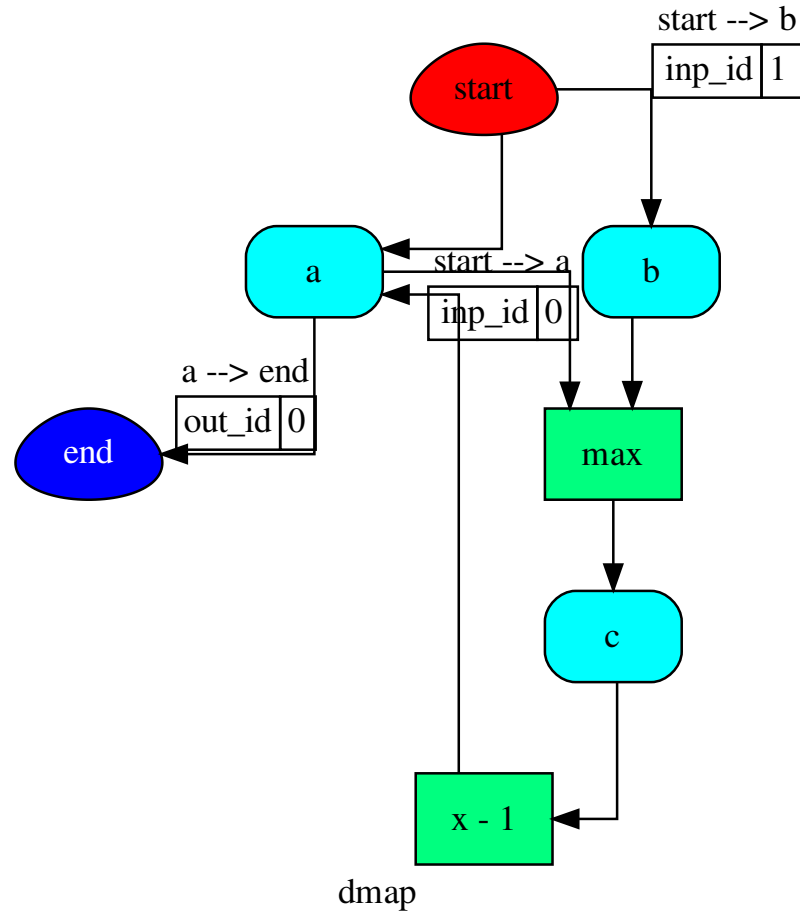 start --> b
inp_id 1
start
a
start --> a
inp_id 0
b
a --> end
out_id 0
end
max
c
x - 1
dmap